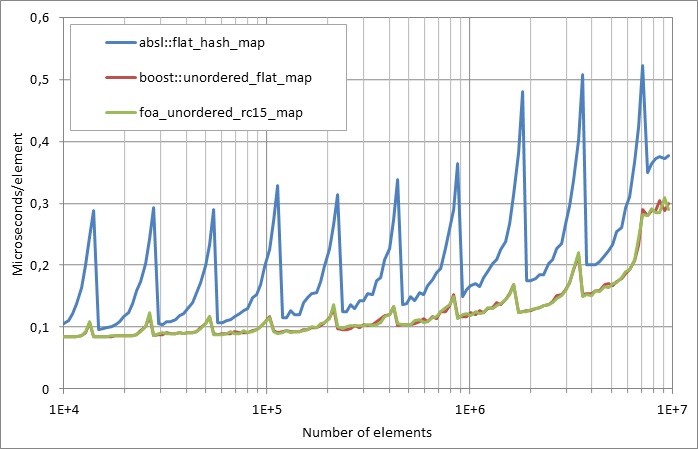 0,6
absl::flat_hash_map
0,5
boost::unordered_flat_map
foa_unordered_rc15_map
0,4
Microseconds/element
0,3
0,2
0,1
0
1E+4 1E+5 1E+6 1E+7
Number of elements